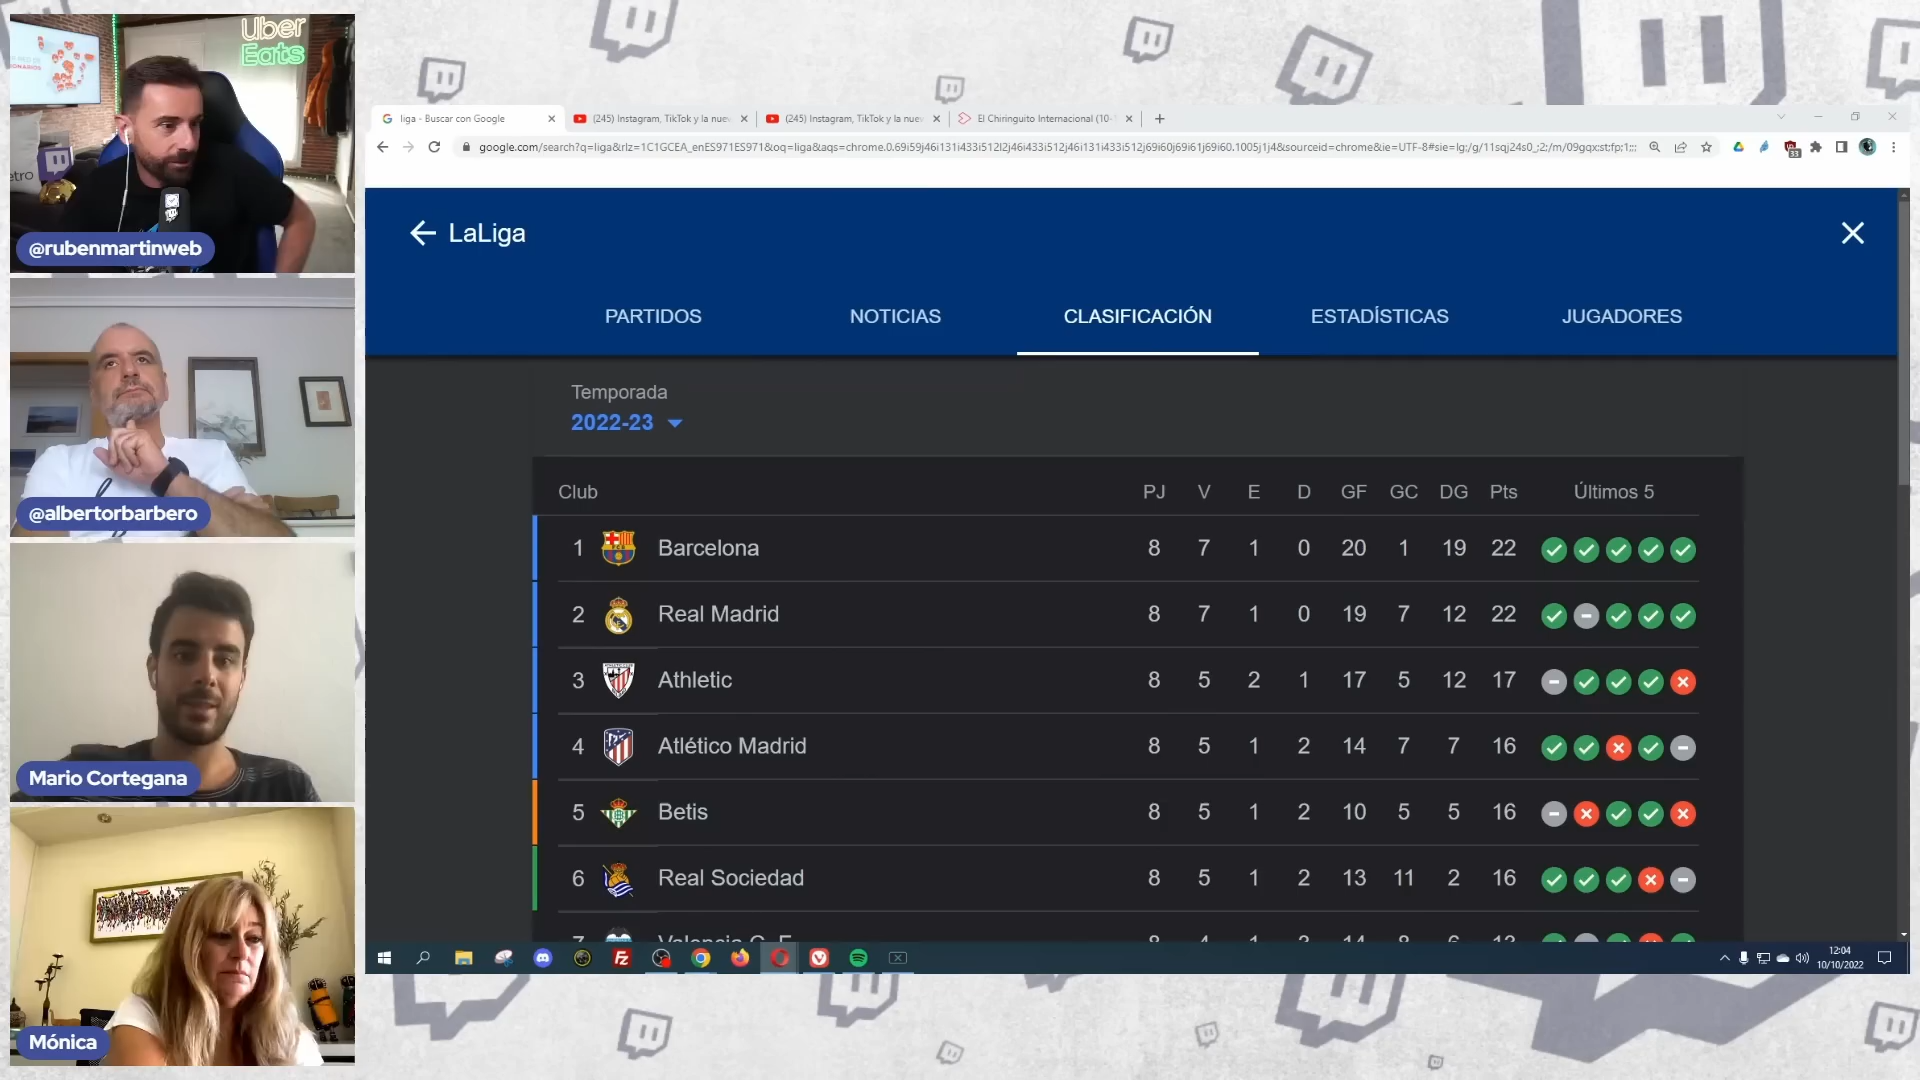 Uber
Eats
@rubenmartinweb
@albertorbarbero
Mario Cortegana
Mónica
liga - Buscar con Google
(245) Instagram, TikTok y la nue
(245) Instagram, TikTok y la nue
El Chiringuito Internacional (10-
LaLiga
PARTIDOS NOTICIAS CLASIFICACIÓN ESTADÍSTICAS JUGADORES
Temporada
2022-23
Club PJ V E D GF GC DG Pts Últimos 5
1 Barcelona 8 7 1 0 20 1 19 22
2 Real Madrid 8 7 1 0 19 7 12 22
3 Athletic 8 5 2 1 17 5 12 17
4 Atlético Madrid 8 5 1 2 14 7 7 16
5 Betis 8 5 1 2 10 5 5 16
6 Real Sociedad 8 5 1 2 13 11 2 16
7 Valencia C. F.
12:04
10/10/2022